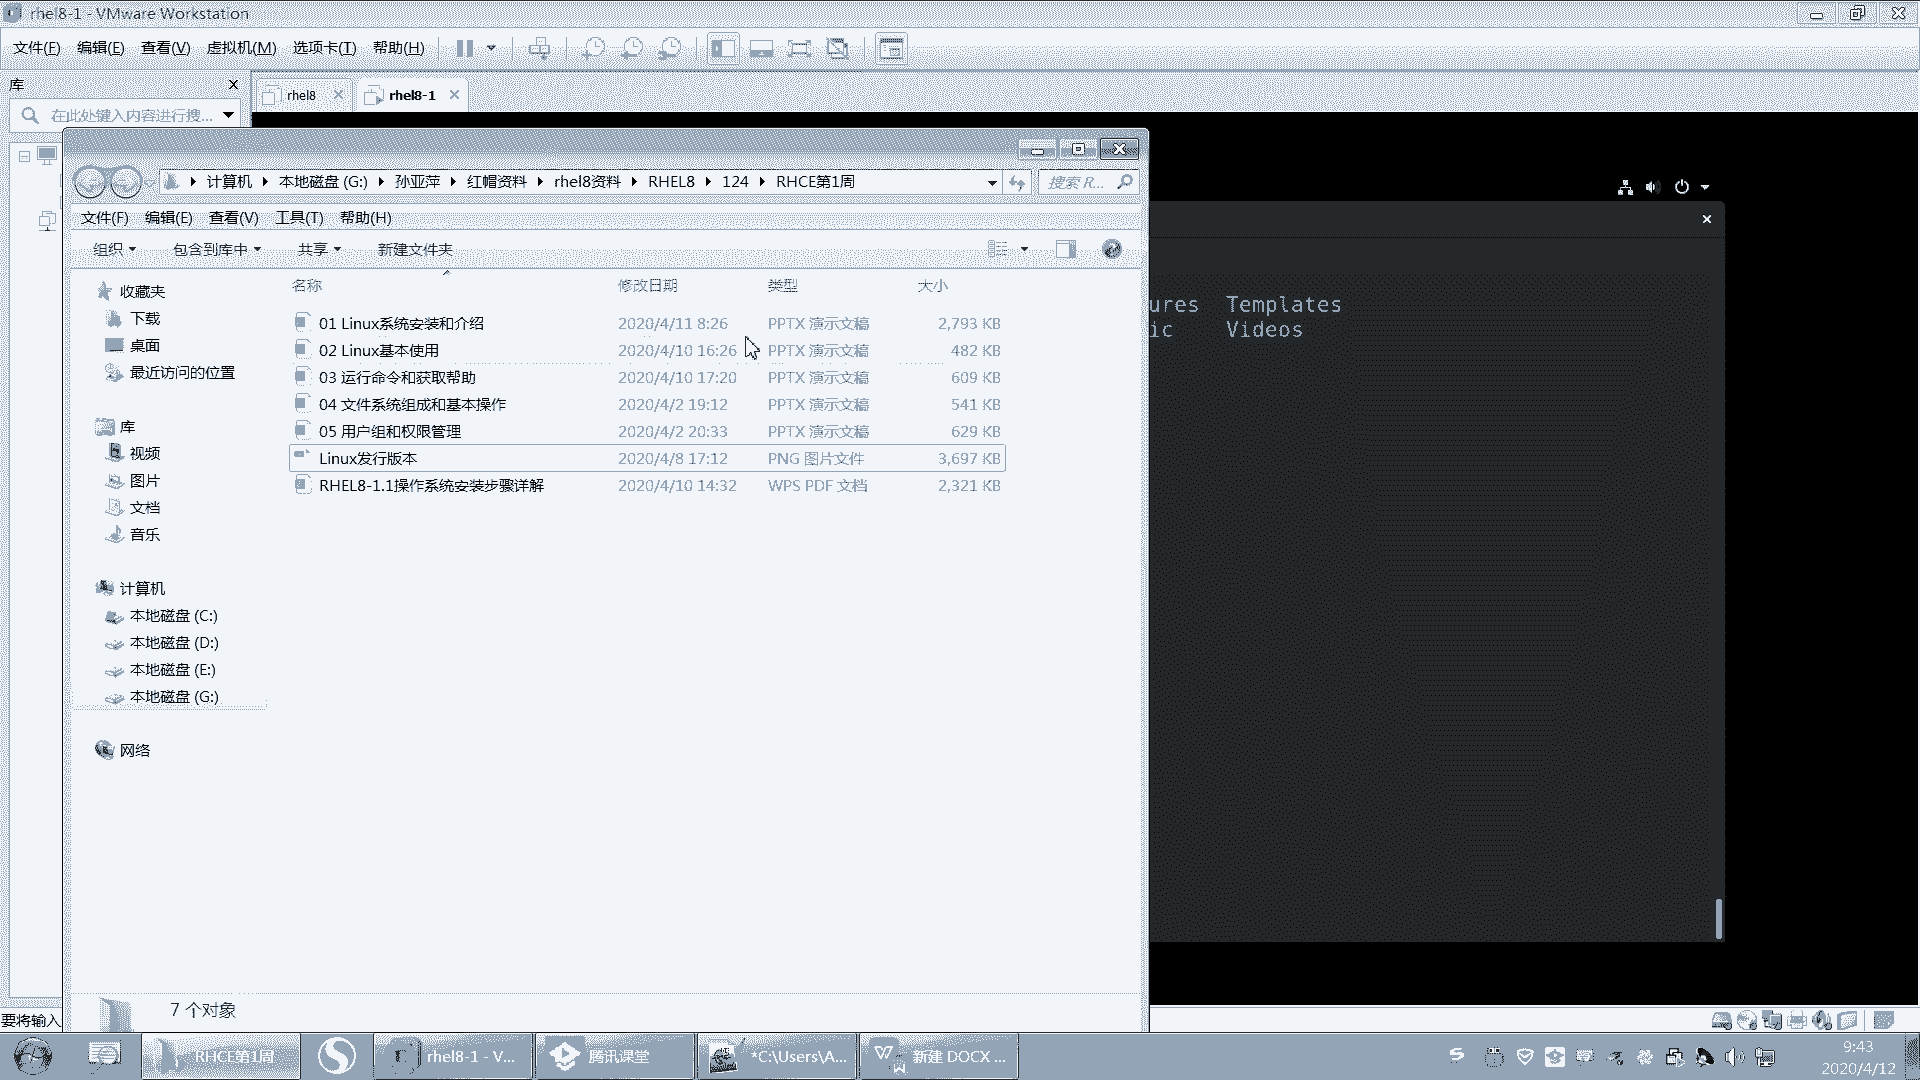 rhel8-1 - VMware Workstation
文件(F) 编辑(E) 查看(V) 虚拟机(M) 选项卡(T) 帮助(H)
库
rhel8
rhel8-1
在此处键入内容进行搜...
计算机 本地磁盘 (G:) 孙亚萍 红帽资料 rhel8资料 RHEL8 124 RHCE第1周
搜索 R...
文件(F) 编辑(E) 查看(V) 工具(T) 帮助(H)
组织 包含到库中 共享 新建文件夹
收藏夹
下载
桌面
最近访问的位置
库
视频
图片
文档
音乐
计算机
本地磁盘 (C:)
本地磁盘 (D:)
本地磁盘 (E:)
本地磁盘 (G:)
网络
名称 修改日期 类型 大小
01 Linux系统安装和介绍 2020/4/11 8:26 PPTX 演示文稿 2,793 KB
02 Linux基本使用 2020/4/10 16:26 PPTX 演示文稿 482 KB
03 运行命令和获取帮助 2020/4/10 17:20 PPTX 演示文稿 609 KB
04 文件系统组成和基本操作 2020/4/2 19:12 PPTX 演示文稿 541 KB
05 用户组和权限管理 2020/4/2 20:33 PPTX 演示文稿 629 KB
Linux发行版本 2020/4/8 17:12 PNG 图片文件 3,697 KB
RHEL8-1.1操作系统安装步骤详解 2020/4/10 14:32 WPS PDF 文档 2,321 KB
7 个对象
ures Templates
ic Videos
要将输入
RHCE第1周
rhel8-1 - V...
腾讯课堂
*C:\Users\A...
新建 DOCX ...
9:43
2020/4/12